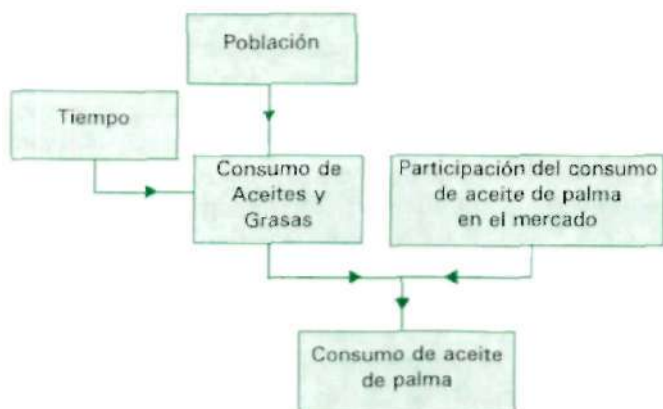 Población
Tiempo
Consumo de
Aceites y
Grasas
Participación del consumo
de aceite de palma
en el mercado
Consumo de aceite
de palma